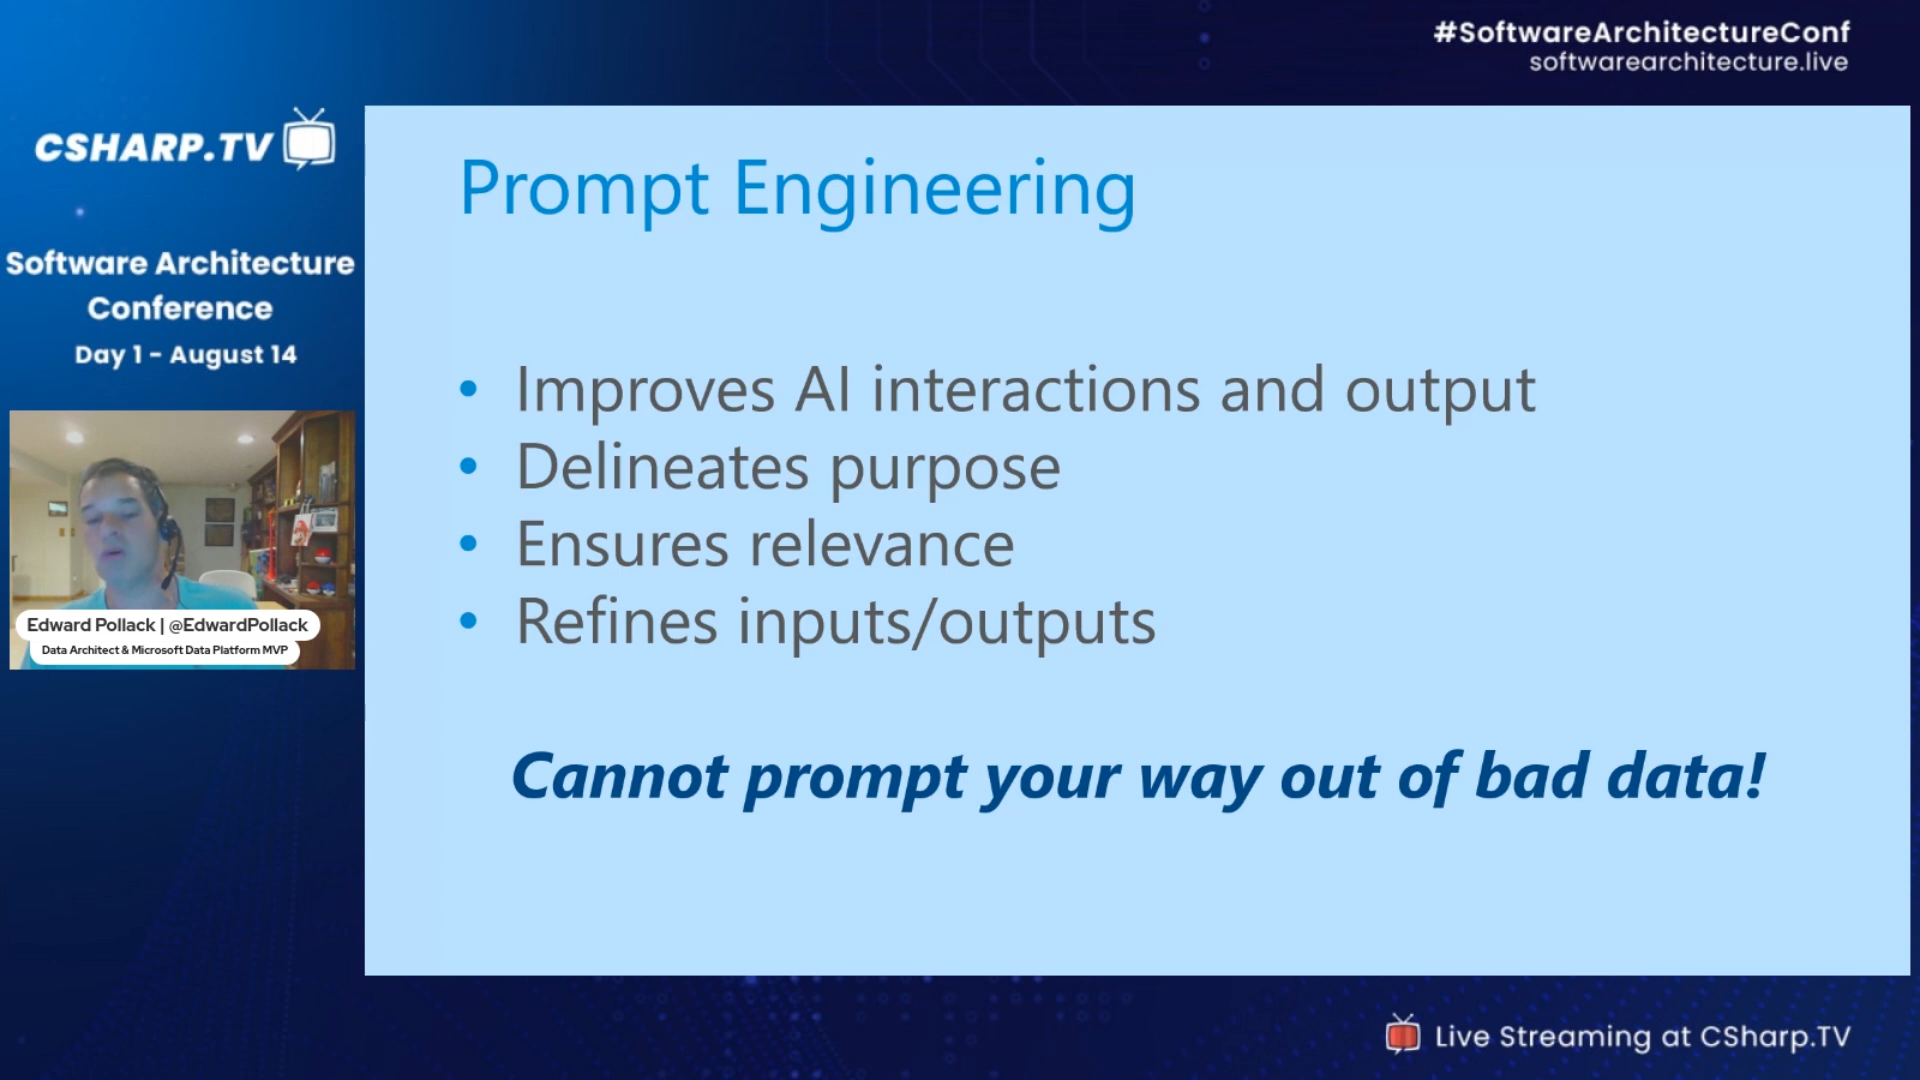 #SoftwareArchitectureConf
softwarearchitecture.live
CSHARP.TV
Software Architecture
Conference
Day 1 - August 14
Edward Pollack | @EdwardPollack
Data Architect & Microsoft Data Platform MVP
Prompt Engineering
• Improves AI interactions and output
• Delineates purpose
• Ensures relevance
• Refines inputs/outputs
Cannot prompt your way out of bad data!
Live Streaming at CSharp.TV